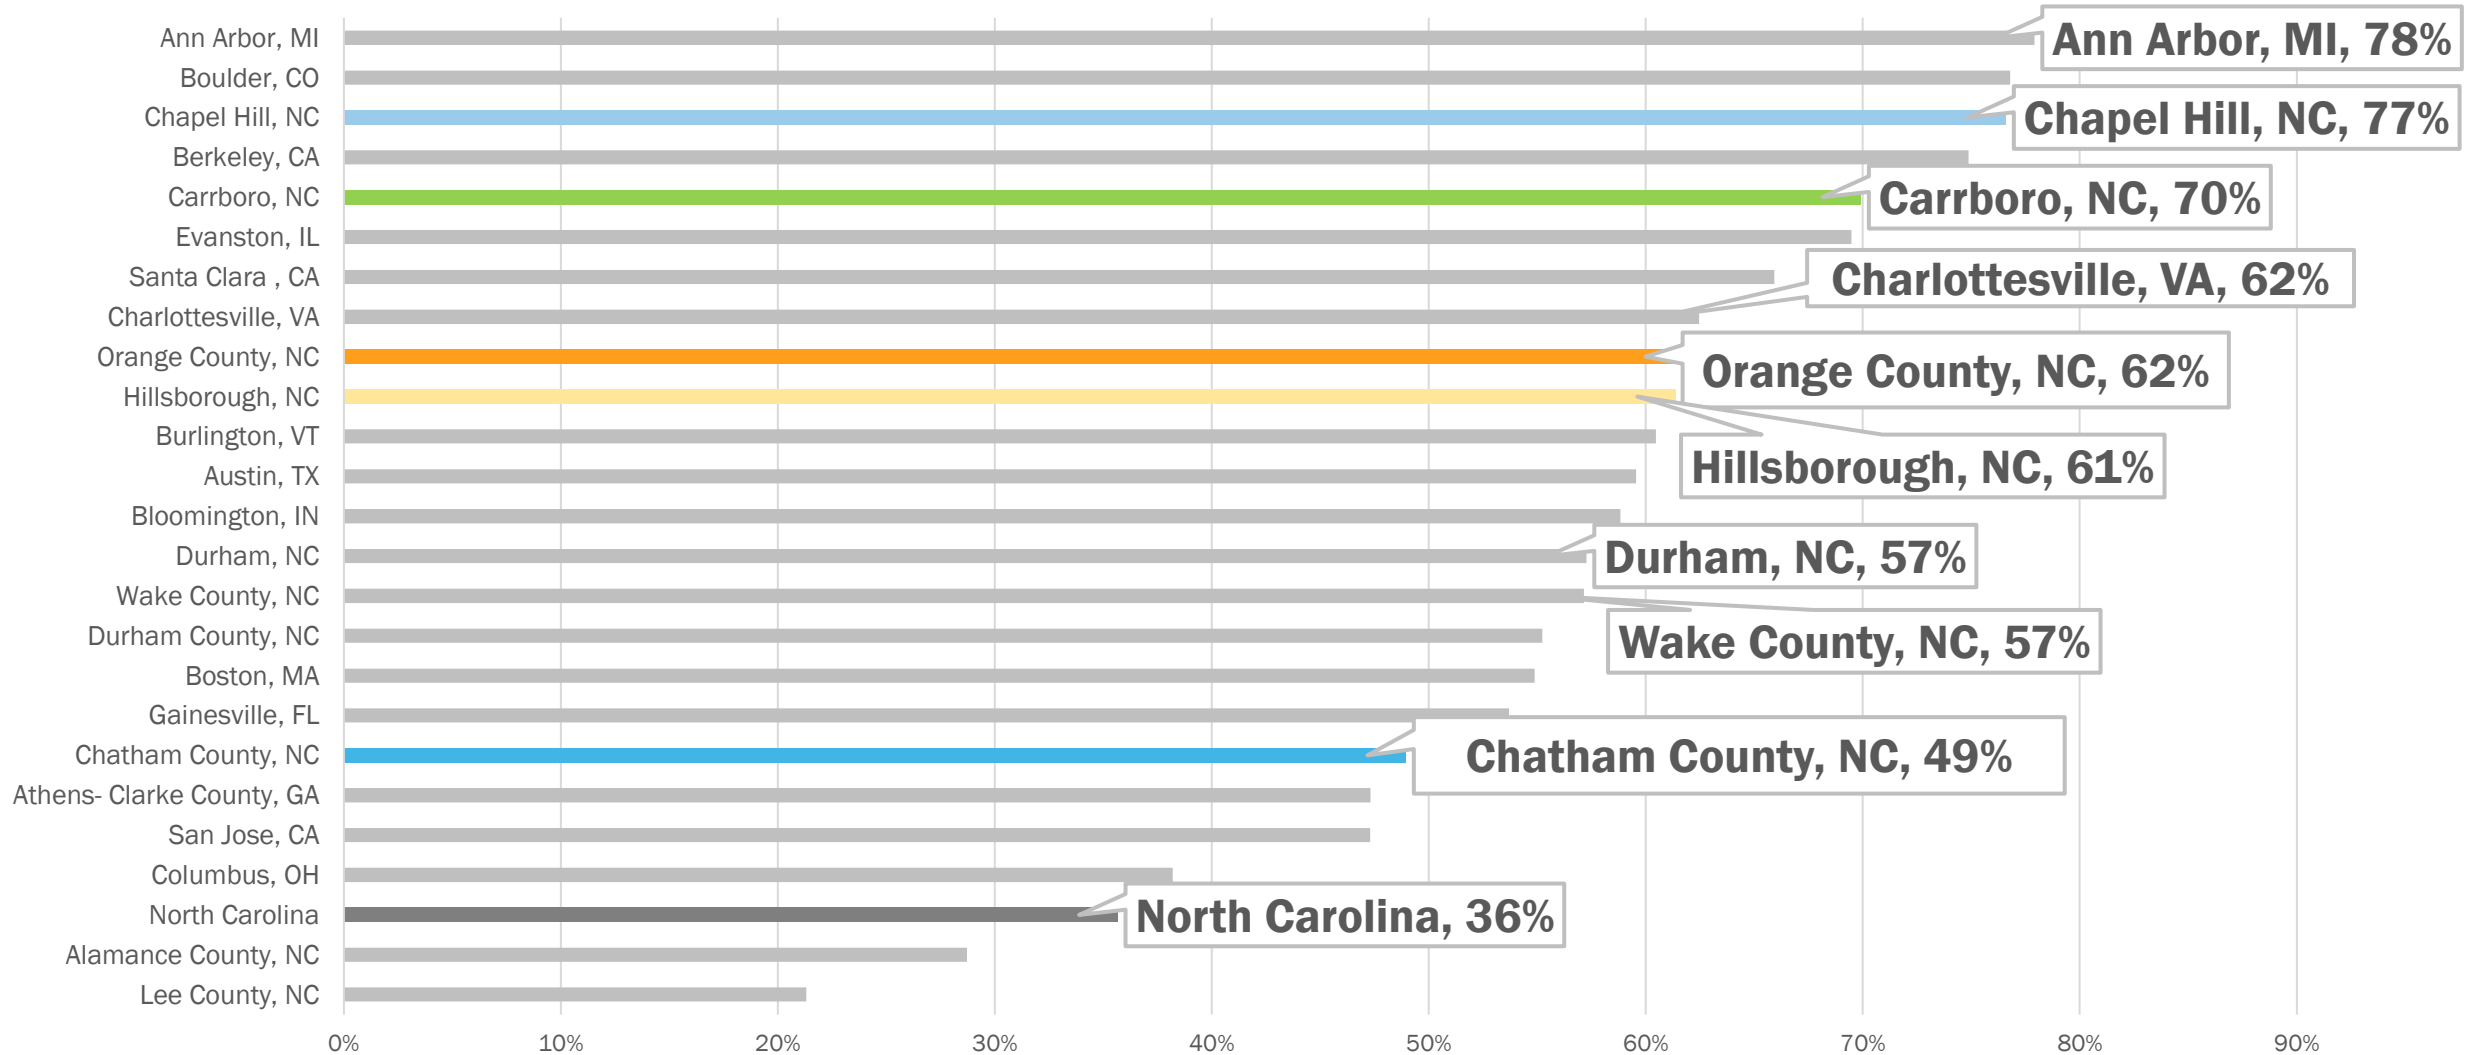 Ann Arbor, MI
Ann Arbor, MI, 78%
Boulder, CO
Chapel Hill, NC
Chapel Hill, NC, 77%
Berkeley, CA
Carrboro, NC
Carrboro, NC, 70%
Evanston, IL
Santa Clara , CA
Charlottesville, VA, 62%
Charlottesville, VA
Orange County, NC
Orange County, NC, 62%
Hillsborough, NC
Burlington, VT
Hillsborough, NC, 61%
Austin, TX
Bloomington, IN
Durham, NC
Durham, NC, 57%
Wake County, NC
Durham County, NC
Wake County, NC, 57%
Boston, MA
Gainesville, FL
Chatham County, NC
Chatham County, NC, 49%
Athens- Clarke County, GA
San Jose, CA
Columbus, OH
North Carolina
North Carolina, 36%
Alamance County, NC
Lee County, NC
0% 10% 20% 30% 40% 50% 60% 70% 80% 90%